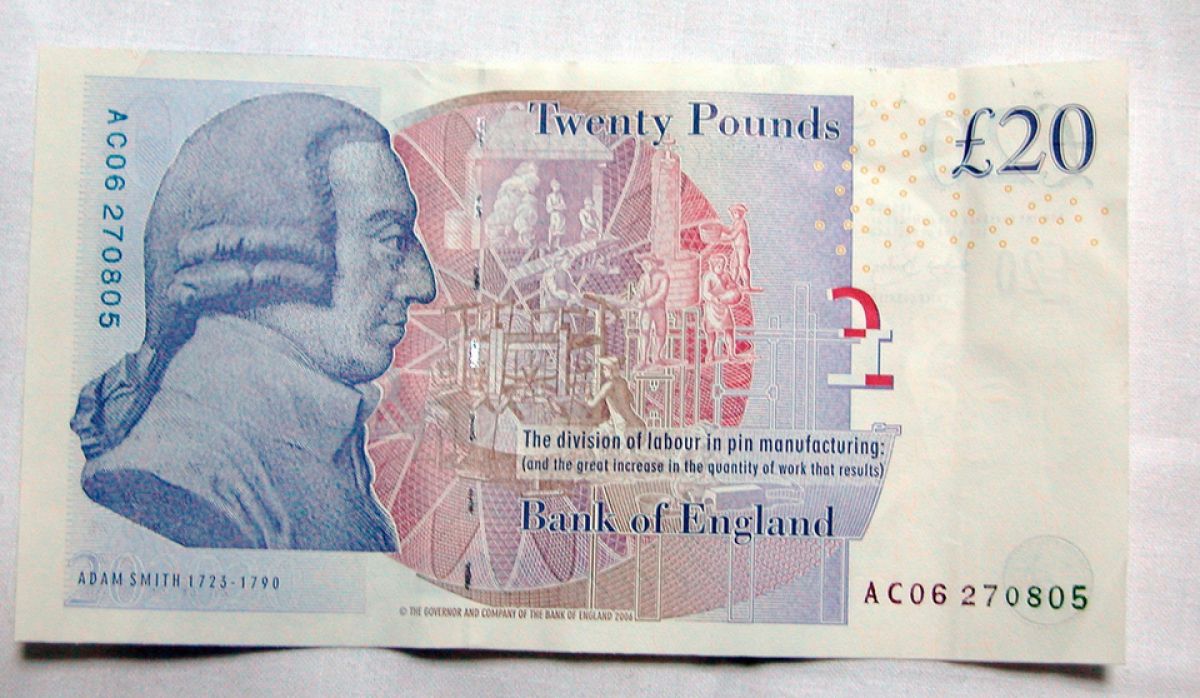 Twenty Pounds
£20
AC06 270805
The division of labour in pin manufacturing:
(and the great increase in the quantity of work that results)
Bank of England
20
ADAM SMITH 1723-1790
AC06 270805
© THE GOVERNOR AND COMPANY OF THE BANK OF ENGLAND 2006